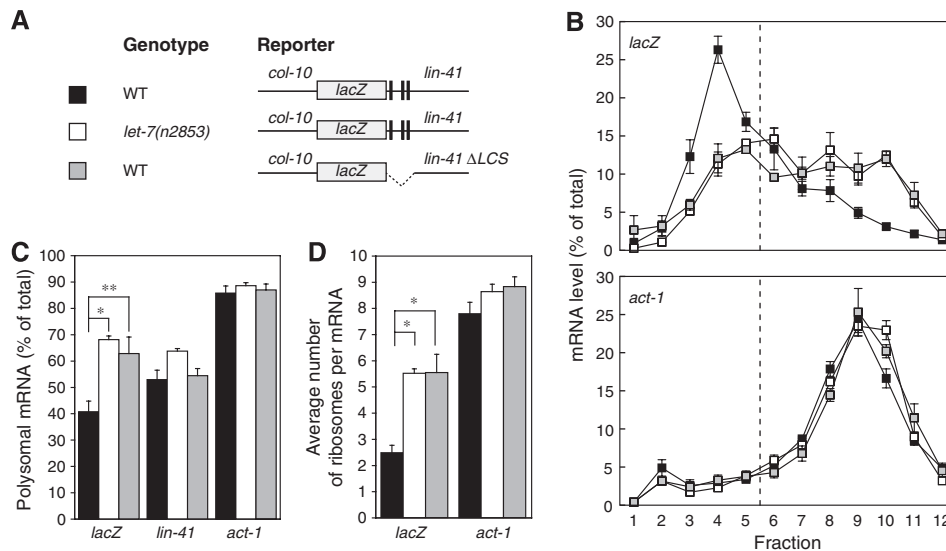 A
Genotype
Reporter
WT
col-10
lacZ
lin-41
let-7(n2853)
col-10
lacZ
lin-41
WT
col-10
lacZ
lin-41 ΔLCS
B
lacZ
30
25
20
15
10
5
0
act-1
30
25
20
15
10
5
0
mRNA level (% of total)
1 2 3 4 5 6 7 8 9 10 11 12
Fraction
C
Polysomal mRNA (% of total)
100
90
80
70
60
50
40
30
20
10
0
**
*
lacZ lin-41 act-1
D
Average number
of ribosomes per mRNA
10
9
8
7
6
5
4
3
2
1
0
*
*
lacZ act-1